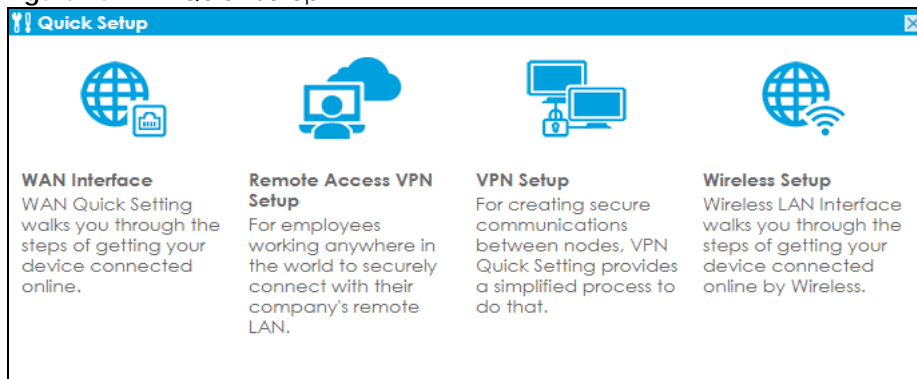 Quick Setup
WAN Interface
WAN Quick Setting
walks you through the
steps of getting your
device connected
online.
Remote Access VPN
Setup
For employees
working anywhere in
the world to securely
connect with their
company's remote
LAN.
VPN Setup
For creating secure
communications
between nodes, VPN
Quick Setting provides
a simplified process to
do that.
Wireless Setup
Wireless LAN Interface
walks you through the
steps of getting your
device connected
online by Wireless.